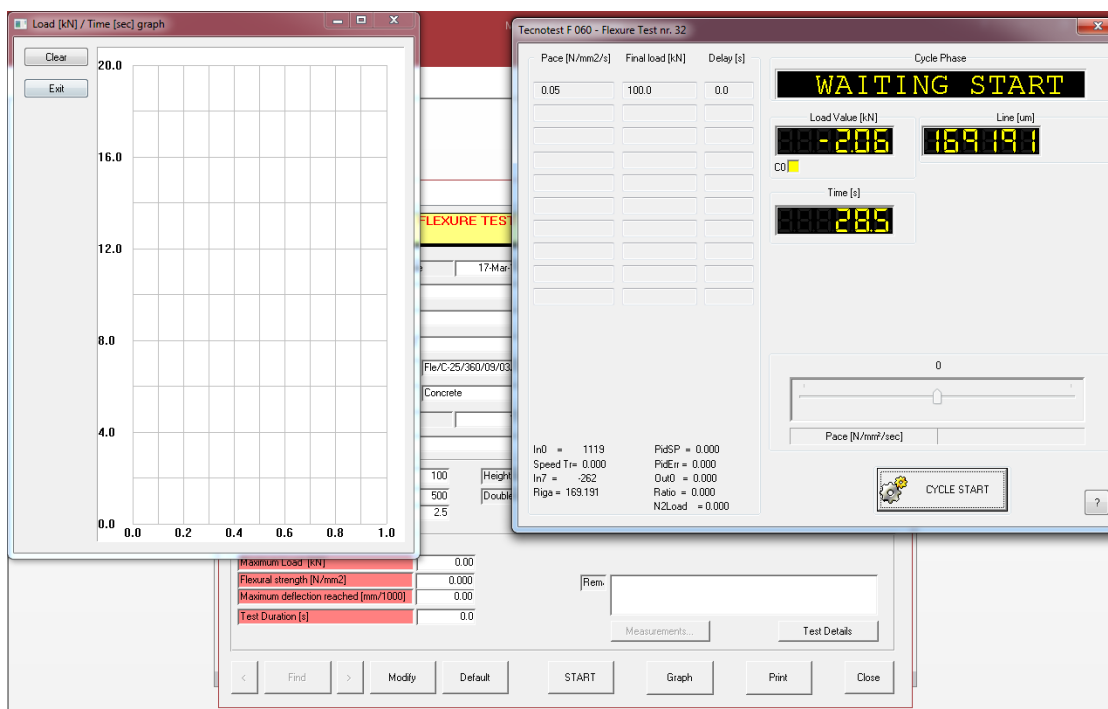 Load [kN] / Time [sec] graph
Clear
Exit
20.0
16.0
12.0
8.0
4.0
0.0
0.0 0.2 0.4 0.6 0.8 1.0
M
FLEXURE TEST
e 17-Mar-
Fle/C-25/360/09/03
Concrete
100 Height
500 Double
2.5
Tecnotest F 060 - Flexure Test nr. 32
Pace [N/mm2/s] Final load [kN] Delay [s]
0.05 100.0 0.0
Cycle Phase
WAITING START
Load Value [kN] Line [um]
-2.06 169191
C0
Time [s]
28.5
0
Pace [N/mm²/sec]
In0 = 1119 PidSP = 0.000
Speed Tr= 0.000 PidErr = 0.000
In7 = -262 Out0 = 0.000
Riga = 169.191 Ratio = 0.000
N2Load = 0.000
CYCLE START
?
Maximum Load [kN] 0.00
Flexural strength [N/mm2] 0.000
Maximum deflection reached [mm/1000] 0.00
Test Duration [s] 0.0
Rem.
Measurements... Test Details
< Find > Modify Default START Graph Print Close